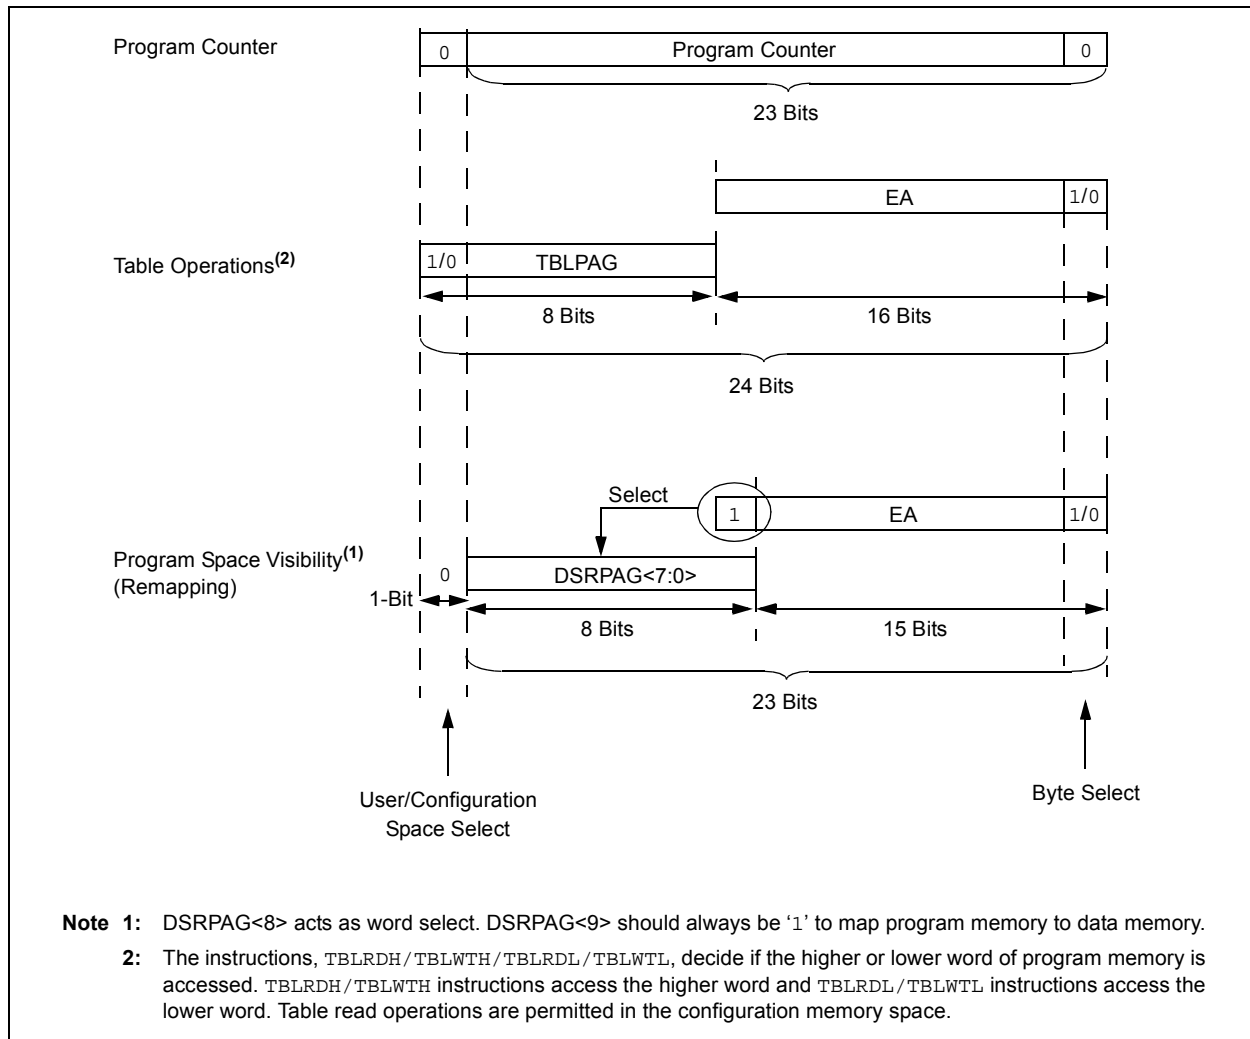 Program Counter
0
Program Counter
0
23 Bits
EA
1/0
Table Operations(2)
1/0
TBLPAG
8 Bits
16 Bits
24 Bits
Select
1
EA
1/0
Program Space Visibility(1)
(Remapping)
0
DSRPAG<7:0>
1-Bit
8 Bits
15 Bits
23 Bits
User/Configuration
Space Select
Byte Select
Note 1: DSRPAG<8> acts as word select. DSRPAG<9> should always be ‘1’ to map program memory to data memory.
2: The instructions, TBLRDH/TBLWTH/TBLRDL/TBLWTL, decide if the higher or lower word of program memory is
accessed. TBLRDH/TBLWTH instructions access the higher word and TBLRDL/TBLWTL instructions access the
lower word. Table read operations are permitted in the configuration memory space.